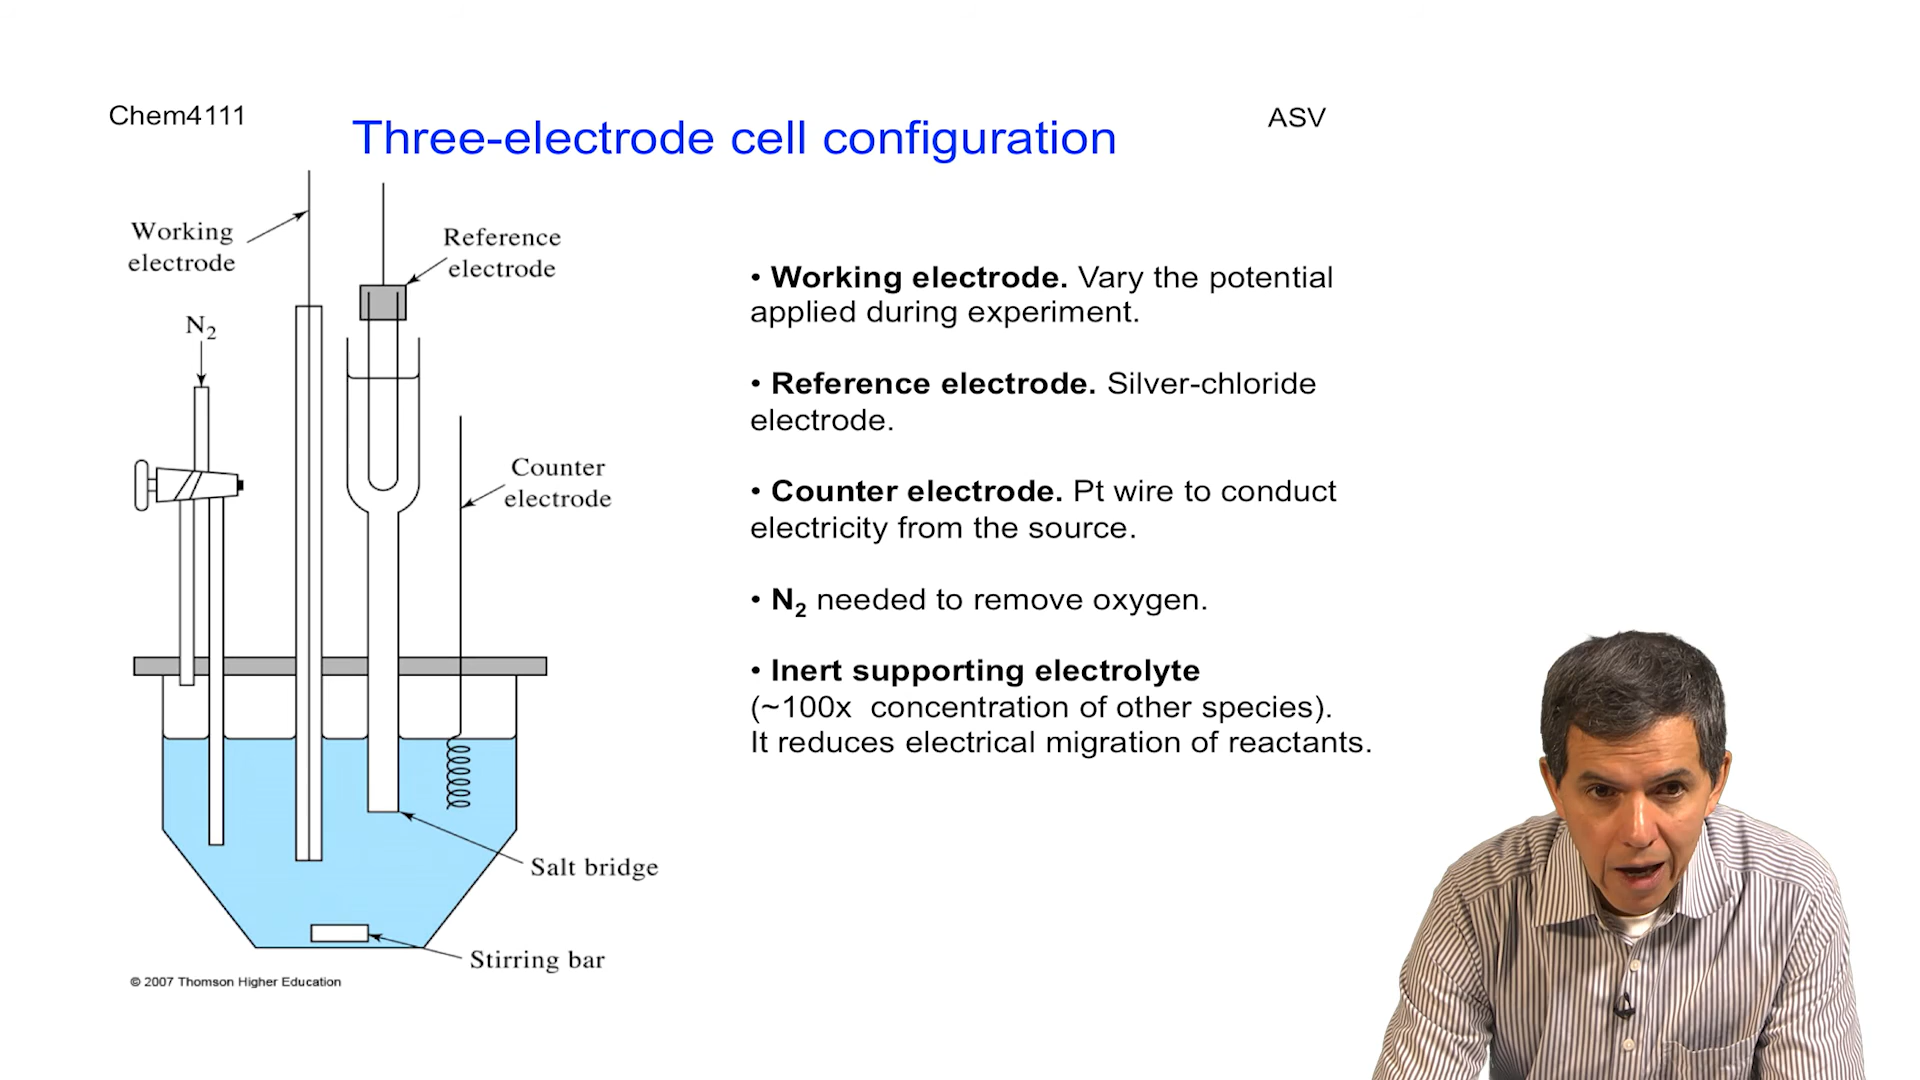 Chem4111
Three-electrode cell configuration
ASV
Working
electrode
Reference
electrode
N2
Counter
electrode
Salt bridge
Stirring bar
© 2007 Thomson Higher Education
• Working electrode. Vary the potential
applied during experiment.
• Reference electrode. Silver-chloride
electrode.
• Counter electrode. Pt wire to conduct
electricity from the source.
• N2 needed to remove oxygen.
• Inert supporting electrolyte
(~100x concentration of other species).
It reduces electrical migration of reactants.